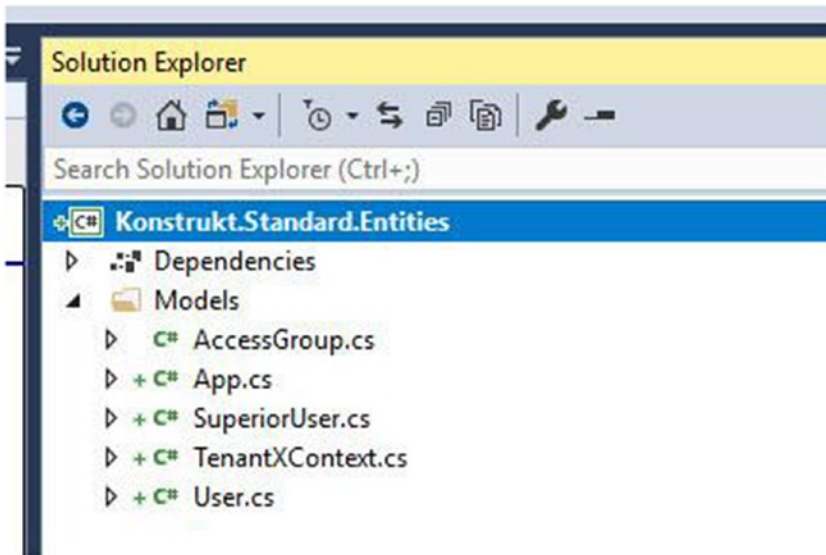 Solution Explorer
Search Solution Explorer (Ctrl+;)
C# Konstrukt.Standard.Entities
Dependencies
Models
C# AccessGroup.cs
+ C# App.cs
+ C# SuperiorUser.cs
+ C# TenantXContext.cs
+ C# User.cs